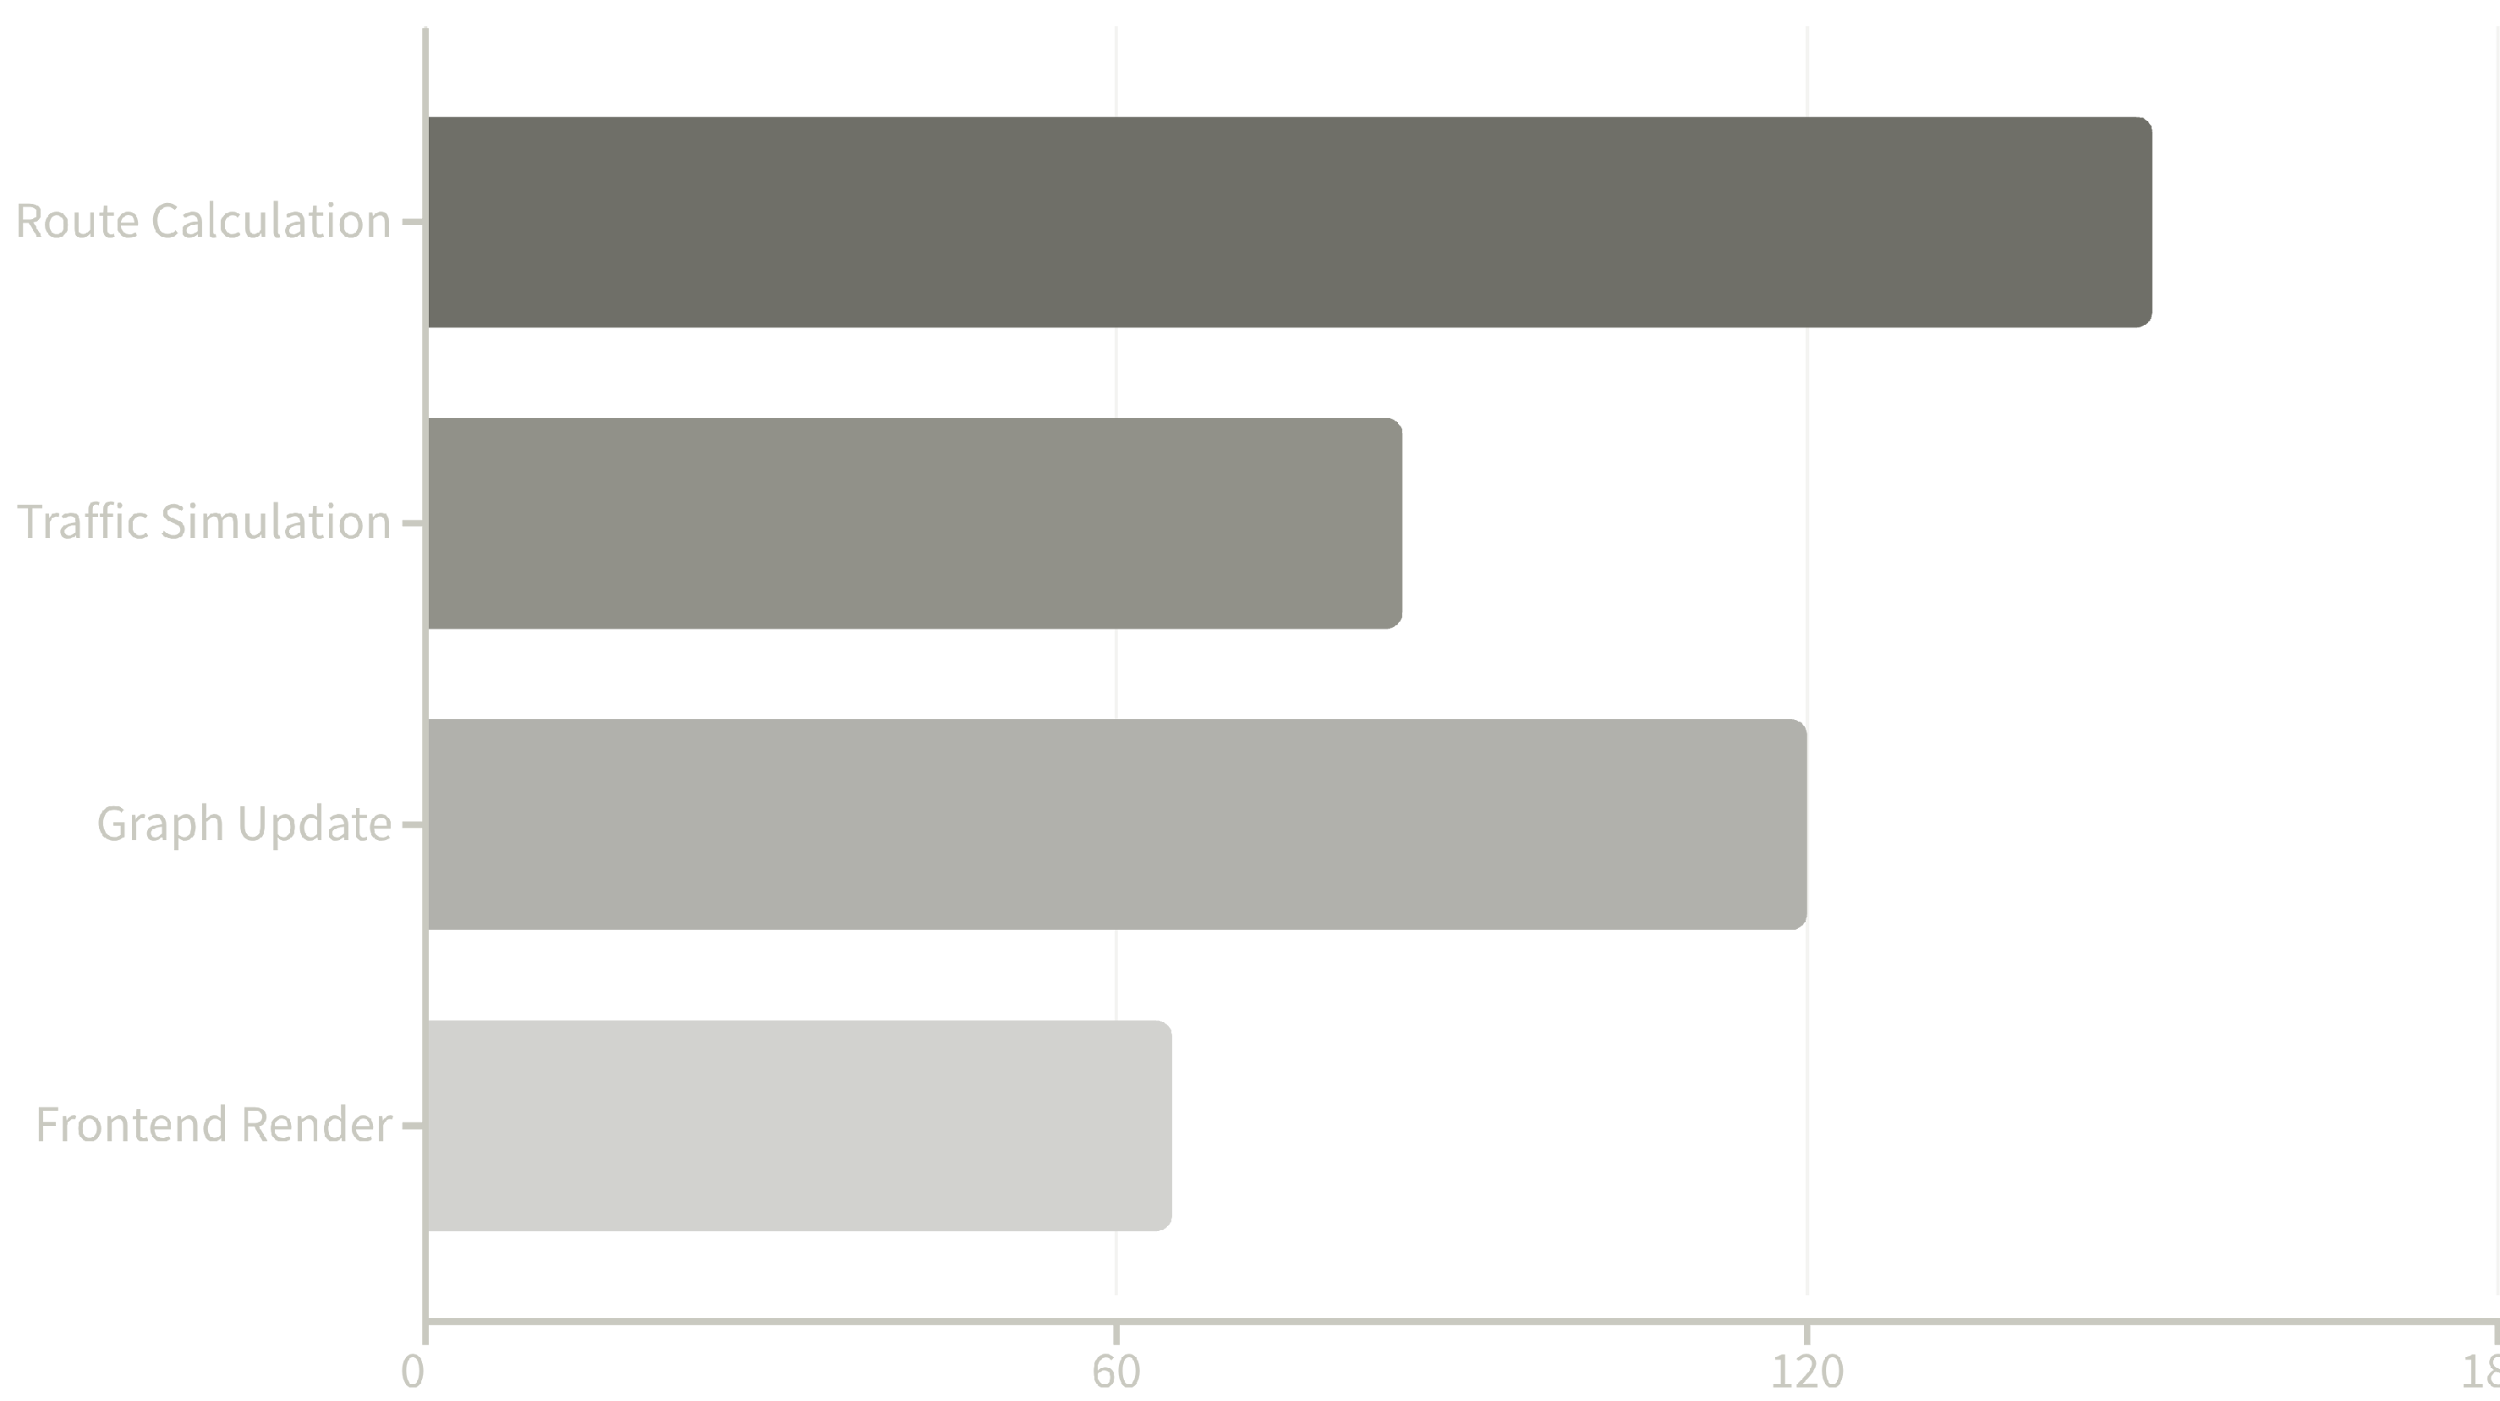 Route Calculation
Traffic Simulation
Graph Update
Frontend Render
0 60 120